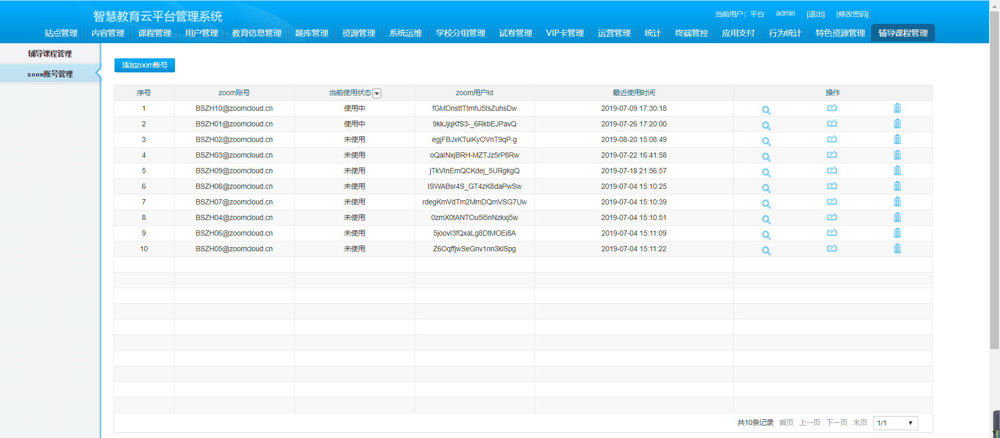 智慧教育云平台管理系统
当前用户：平台 admin [退出] [修改密码]
站点管理 内容管理 课程管理 用户管理 教育信息管理 题库管理 资源管理 系统运维 学校分组管理 试卷管理 VIP卡管理 运营管理 统计 终端管控 应用支付 行为统计 特色资源管理 辅导课程管理
辅导课程管理
zoom账号管理
添加zoom账号
序号 zoom账号 当前使用状态 zoom用户Id 最近使用时间 操作
1 BSZH10@zoomcloud.cn 使用中 fGMDnsttTtmhJ5tsZuhsDw 2019-07-09 17:30:18
2 BSZH01@zoomcloud.cn 使用中 9kkJjqKfS3-_6RkbEJPavQ 2019-07-26 17:20:00
3 BSZH02@zoomcloud.cn 未使用 egjFBJxKTuiKyOVnT9qP-g 2019-08-20 15:08:49
4 BSZH03@zoomcloud.cn 未使用 oQaINxjBRH-MZTJz5rP8Rw 2019-07-22 16:41:58
5 BSZH09@zoomcloud.cn 未使用 jTkVInEmQCKdej_5URgkgQ 2019-07-18 21:56:57
6 BSZH08@zoomcloud.cn 未使用 ISWABsr4S_GT4zK8daPwSw 2019-07-04 15:10:25
7 BSZH07@zoomcloud.cn 未使用 rdegKmVdTm2MmDQmVSG7Uw 2019-07-04 15:10:39
8 BSZH04@zoomcloud.cn 未使用 0zmX0tANTOu5I5nNzkxj5w 2019-07-04 15:10:51
9 BSZH06@zoomcloud.cn 未使用 5joovI3fQxaLg8DtMOEi8A 2019-07-04 15:11:09
10 BSZH05@zoomcloud.cn 未使用 Z6OqffjwSeGnv1nn3kISpg 2019-07-04 15:11:22
共10条记录 首页 上一页 下一页 末页 1/1